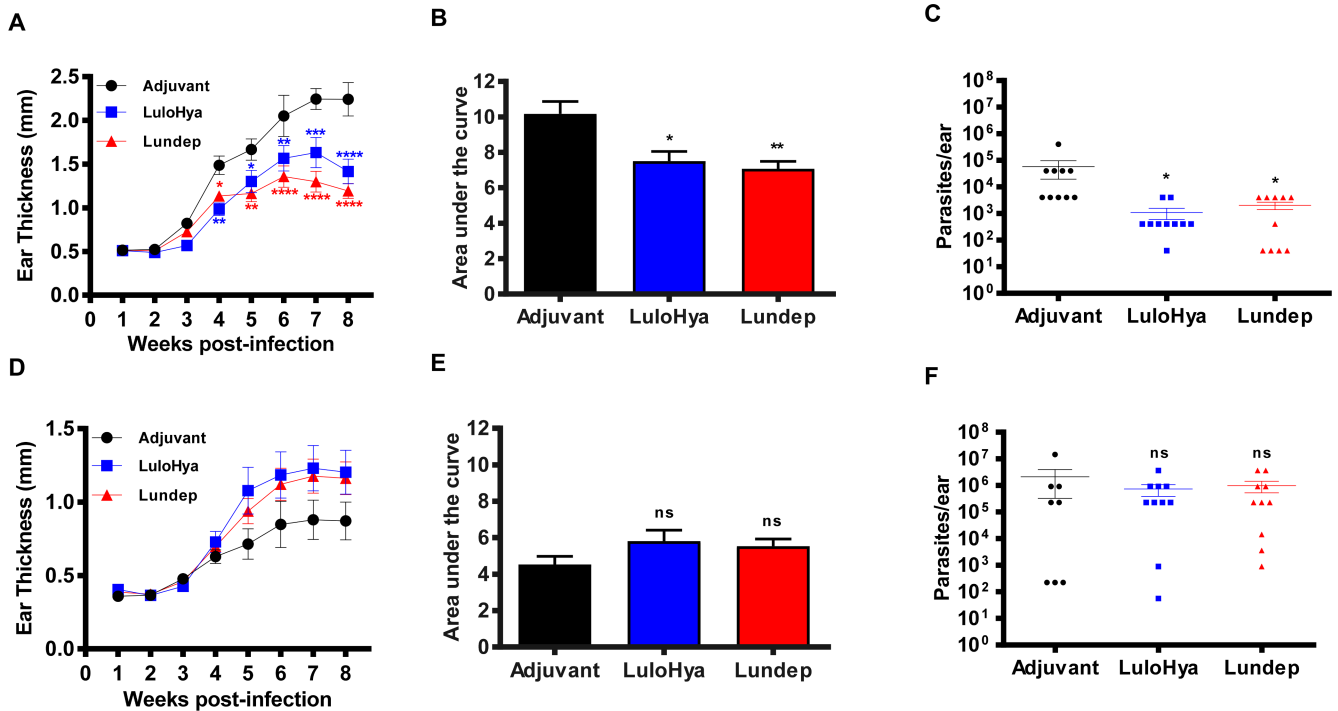 A
Ear Thickness (mm)
2.5
2.0
1.5
1.0
0.5
0.0
Adjuvant
LuloHya
Lundep
*
**
*
**
**
****
***
****
****
****
0 1 2 3 4 5 6 7 8
Weeks post-infection
B
Area under the curve
12
10
8
6
4
2
0
*
**
Adjuvant LuloHya Lundep
C
Parasites/ear
10^8
10^7
10^6
10^5
10^4
10^3
10^2
10^1
10^0
* *
Adjuvant LuloHya Lundep
D
Ear Thickness (mm)
1.5
1.0
0.5
0.0
Adjuvant
LuloHya
Lundep
0 1 2 3 4 5 6 7 8
Weeks post-infection
E
Area under the curve
12
10
8
6
4
2
0
ns ns
Adjuvant LuloHya Lundep
F
Parasites/ear
10^8
10^7
10^6
10^5
10^4
10^3
10^2
10^1
10^0
ns ns
Adjuvant LuloHya Lundep